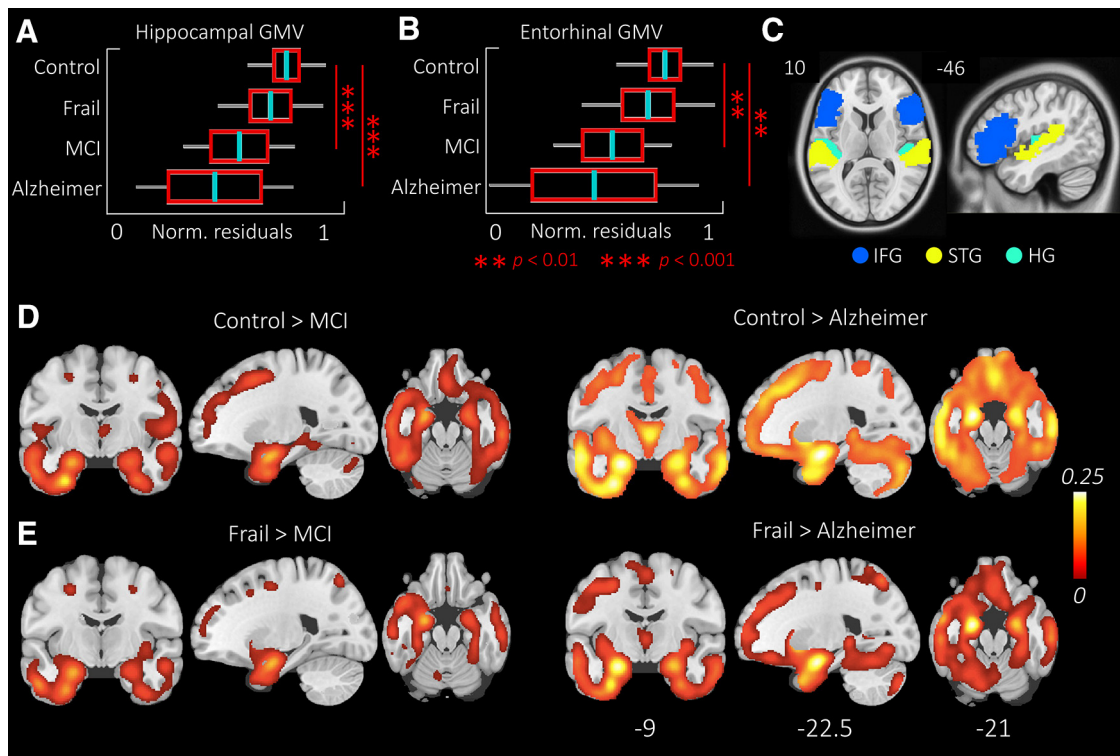 A
Hippocampal GMV
Control
Frail
MCI
Alzheimer
***
***
0 Norm. residuals 1
B
Entorhinal GMV
Control
Frail
MCI
Alzheimer
**
**
0 Norm. residuals 1
** p < 0.01 *** p < 0.001
C
10 -46
IFG STG HG
D
Control > MCI
Control > Alzheimer
E
Frail > MCI
Frail > Alzheimer
0.25
0
-9 -22.5 -21